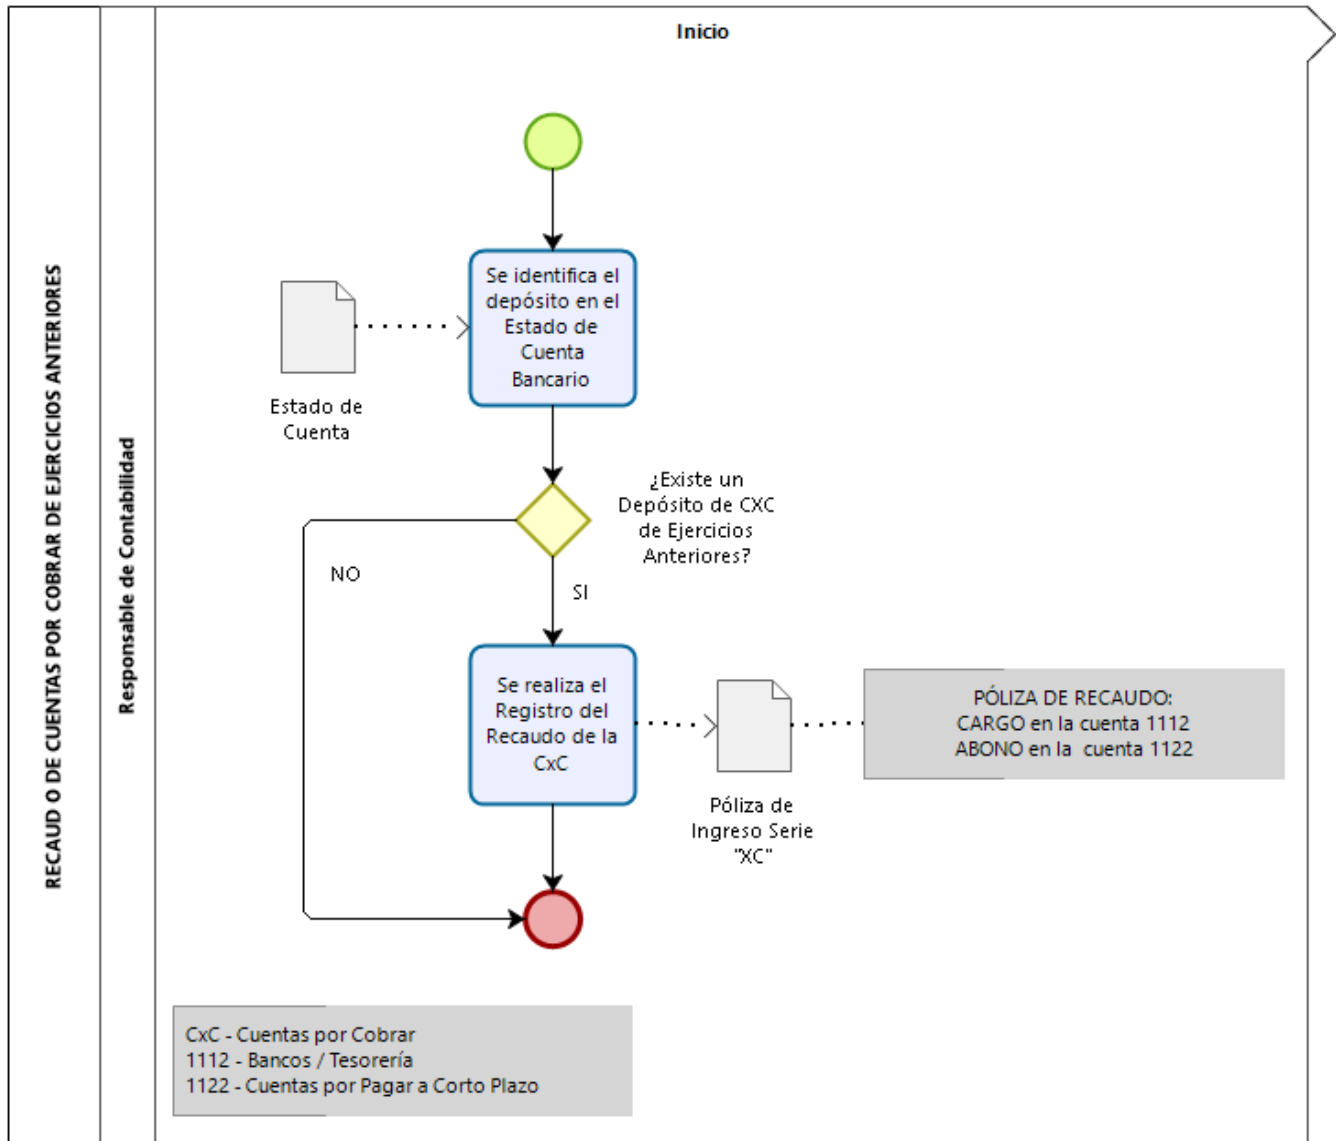 RECAUD O DE CUENTAS POR COBRAR DE EJERCICIOS ANTERIORES
Responsable de Contabilidad
Inicio
Se identifica el
depósito en el
Estado de
Cuenta
Bancario
Estado de
Cuenta
¿Existe un
Depósito de CXC
de Ejercicios
Anteriores?
NO
SI
Se realiza el
Registro del
Recaudo de la
CxC
Póliza de
Ingreso Serie
"XC"
PÓLIZA DE RECAUDO:
CARGO en la cuenta 1112
ABONO en la cuenta 1122
CxC - Cuentas por Cobrar
1112 - Bancos / Tesorería
1122 - Cuentas por Pagar a Corto Plazo